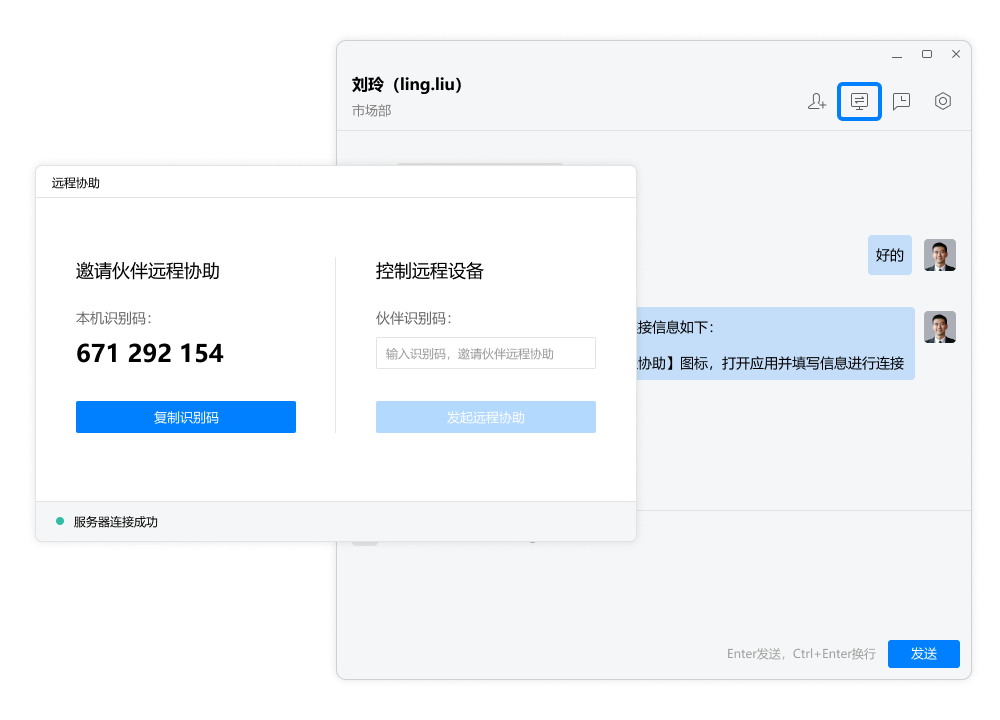 刘玲（ling.liu）
市场部
远程协助
邀请伙伴远程协助
本机识别码：
671 292 154
复制识别码
控制远程设备
伙伴识别码：
输入识别码，邀请伙伴远程协助
发起远程协助
服务器连接成功
好的
接信息如下：
协助】图标，打开应用并填写信息进行连接
Enter发送，Ctrl+Enter换行
发送